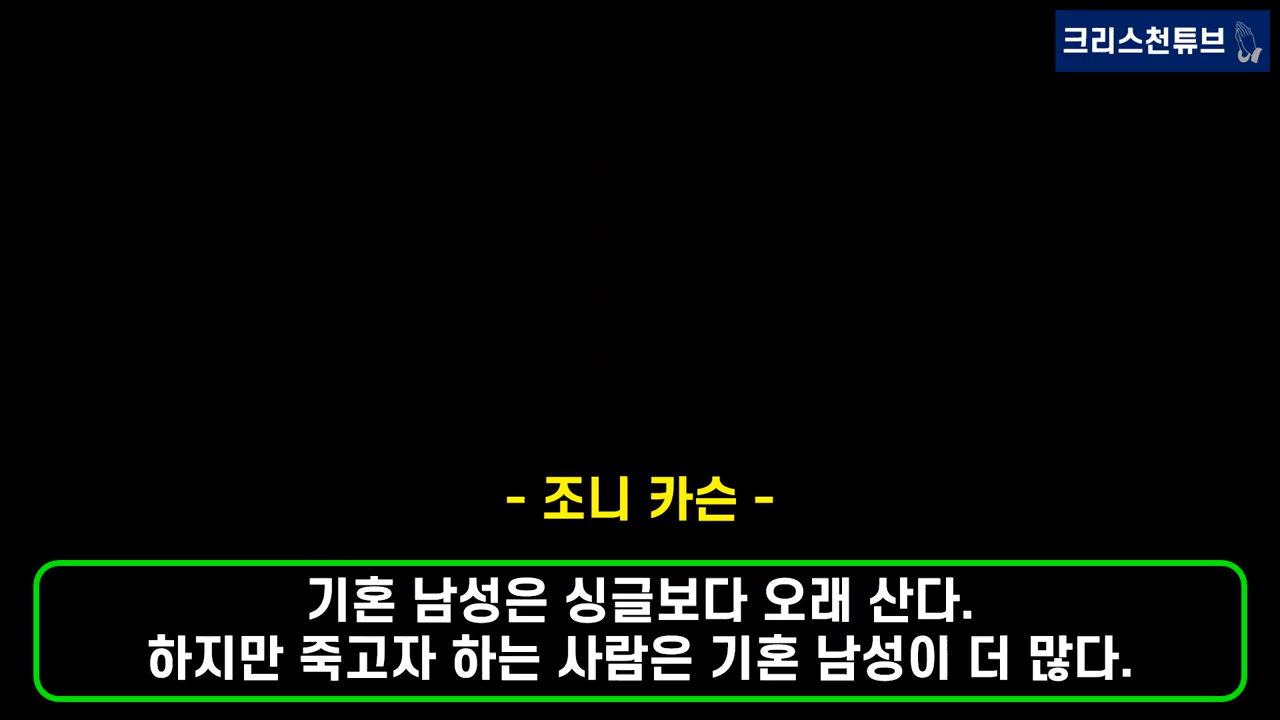 크리스천튜브
- 조니 카슨 -
기혼 남성은 싱글보다 오래 산다.
하지만 죽고자 하는 사람은 기혼 남성이 더 많다.